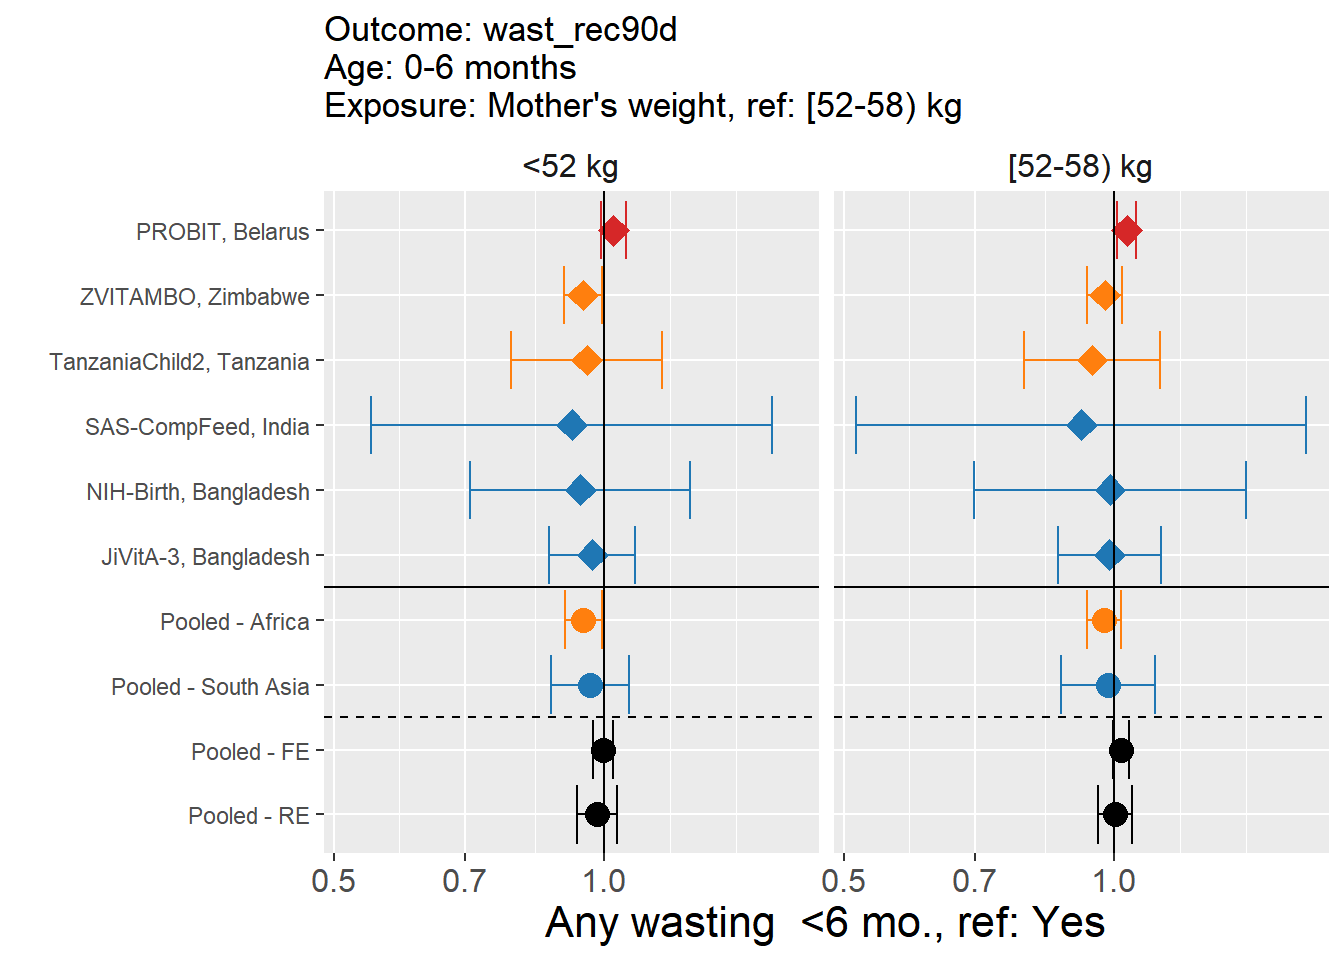 Outcome: wast_rec90d
Age: 0-6 months
Exposure: Mother's weight, ref: [52-58) kg
<52 kg
[52-58) kg
PROBIT, Belarus
ZVITAMBO, Zimbabwe
TanzaniaChild2, Tanzania
SAS-CompFeed, India
NIH-Birth, Bangladesh
JiVitA-3, Bangladesh
Pooled - Africa
Pooled - South Asia
Pooled - FE
Pooled - RE
0.5 0.7 1.0 0.5 0.7 1.0
Any wasting  <6 mo., ref: Yes